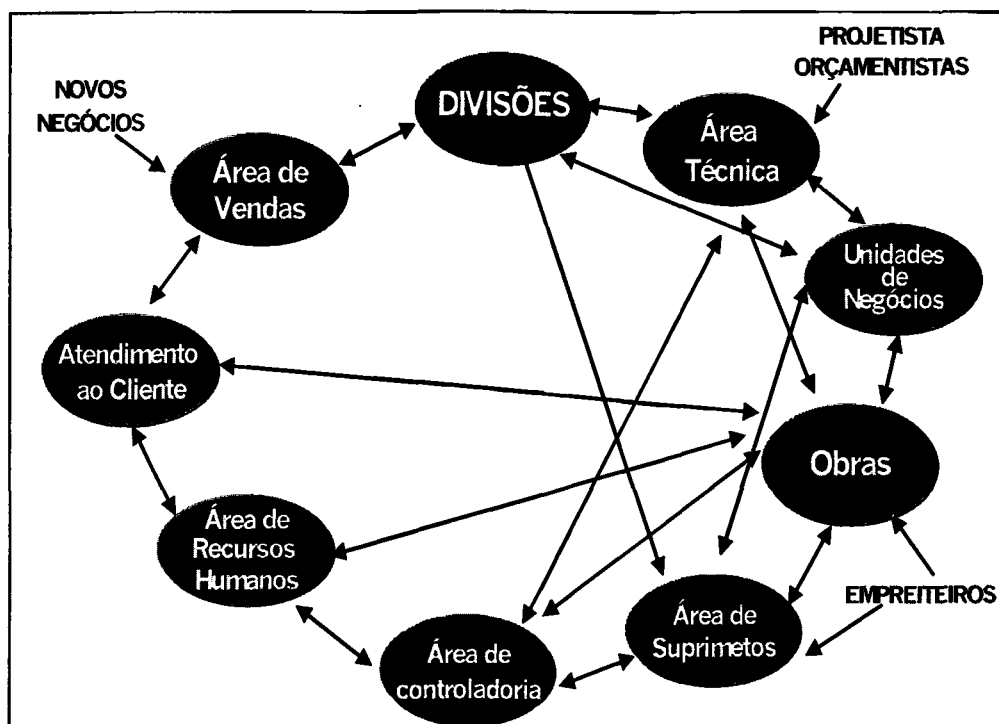 PROJETISTA
ORÇAMENTISTAS
NOVOS
NEGÓCIOS
DIVISÕES
Área
Técnica
Área de
Vendas
Unidades
de
Negócios
Atendimento
ao Cliente
Obras
Área de
Recursos
Humanos
EMPREITEIROS
Área de
Suprimetos
Área de
controladoria